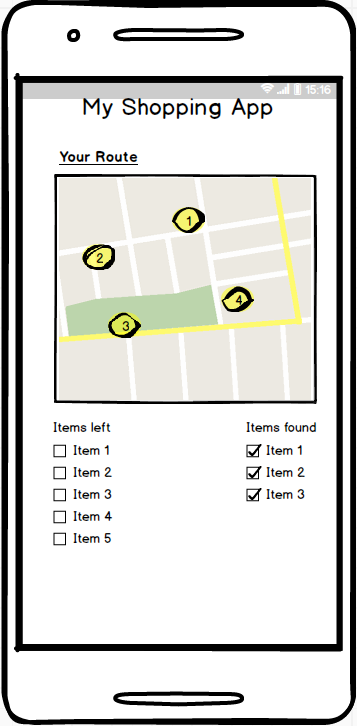 15:16
My Shopping App
Your Route
1
2
4
3
Items left
Item 1
Item 2
Item 3
Item 4
Item 5
Items found
Item 1
Item 2
Item 3